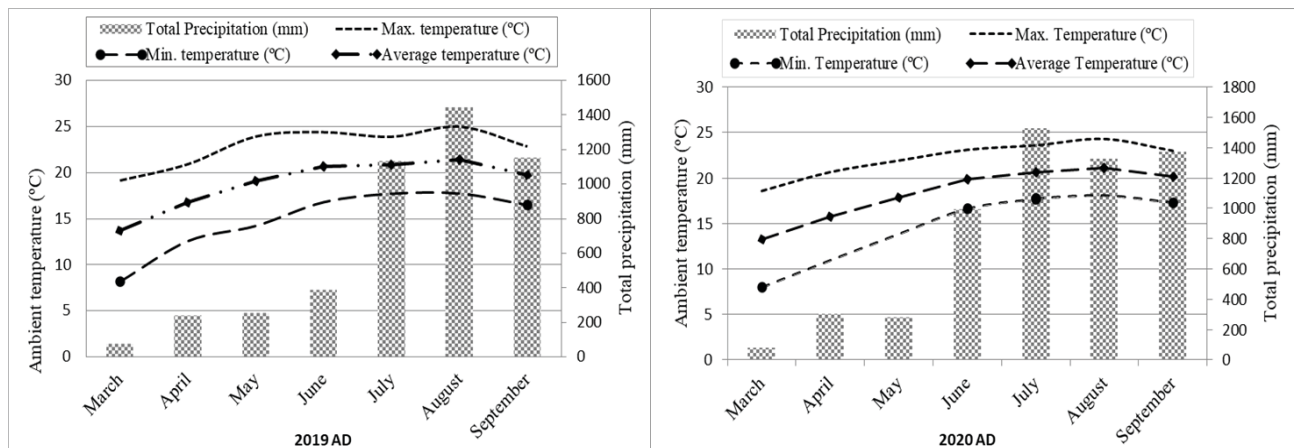 Total Precipitation (mm) Max. temperature (ºC)
Min. temperature (ºC) Average temperature (ºC)
Ambient temperature (ºC)
30
25
20
15
10
5
0
Total precipitation (mm)
1600
1400
1200
1000
800
600
400
200
0
March April May June July August September
2019 AD
Total Precipitation (mm) Max. Temperature (ºC)
Min. Temperature (ºC) Average Temperature (ºC)
Ambient temperature (ºC)
30
25
20
15
10
5
0
Total precipitation (mm)
1800
1600
1400
1200
1000
800
600
400
200
0
March April May June July August September
2020 AD